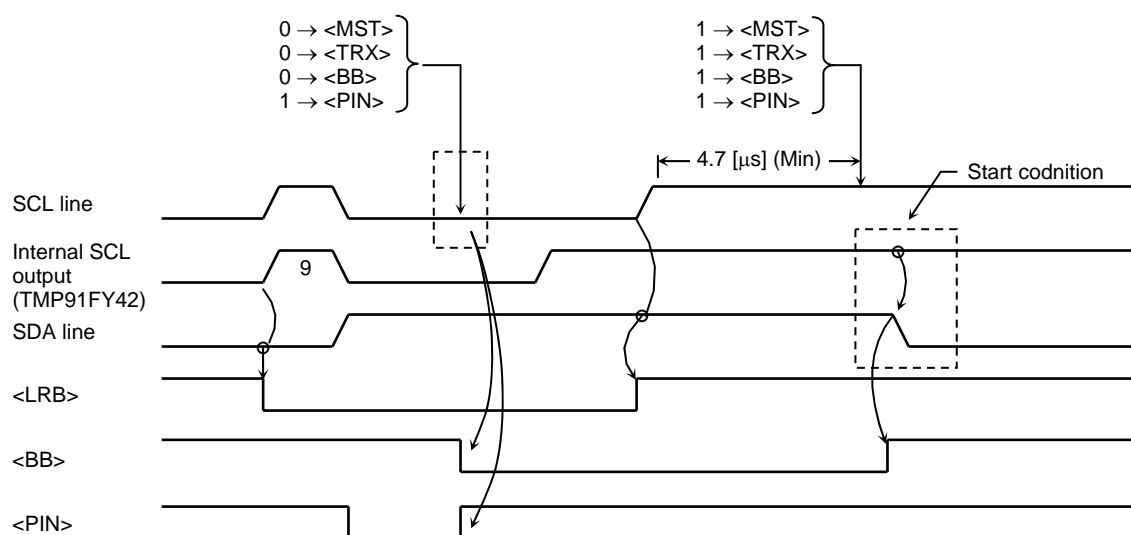 0 → <MST>
0 → <TRX>
0 → <BB>
1 → <PIN>
1 → <MST>
1 → <TRX>
1 → <BB>
1 → <PIN>
4.7 [μs] (Min)
Start codnition
SCL line
Internal SCL
output
(TMP91FY42)
9
SDA line
<LRB>
<BB>
<PIN>